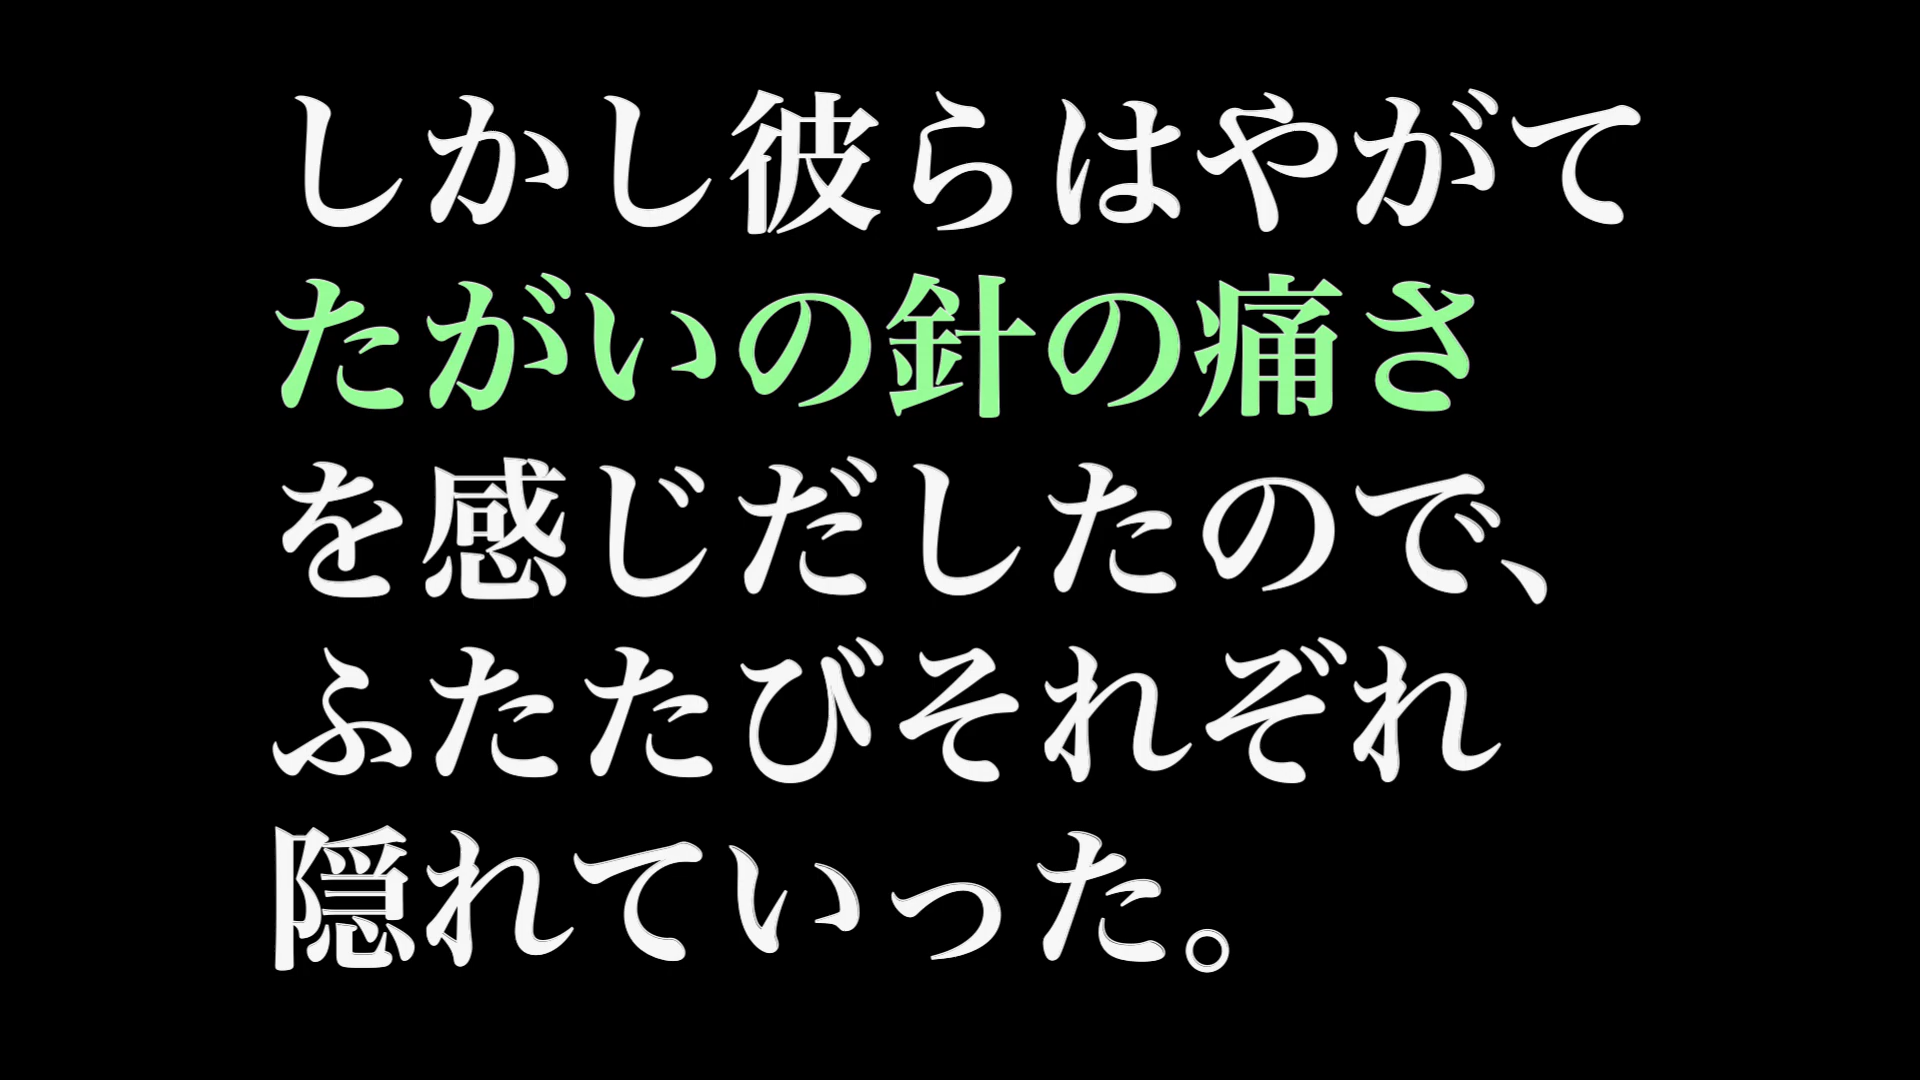 しかし彼らはやがて
たがいの針の痛さ
を感じだしたので、
ふたたびそれぞれ
隠れていった。